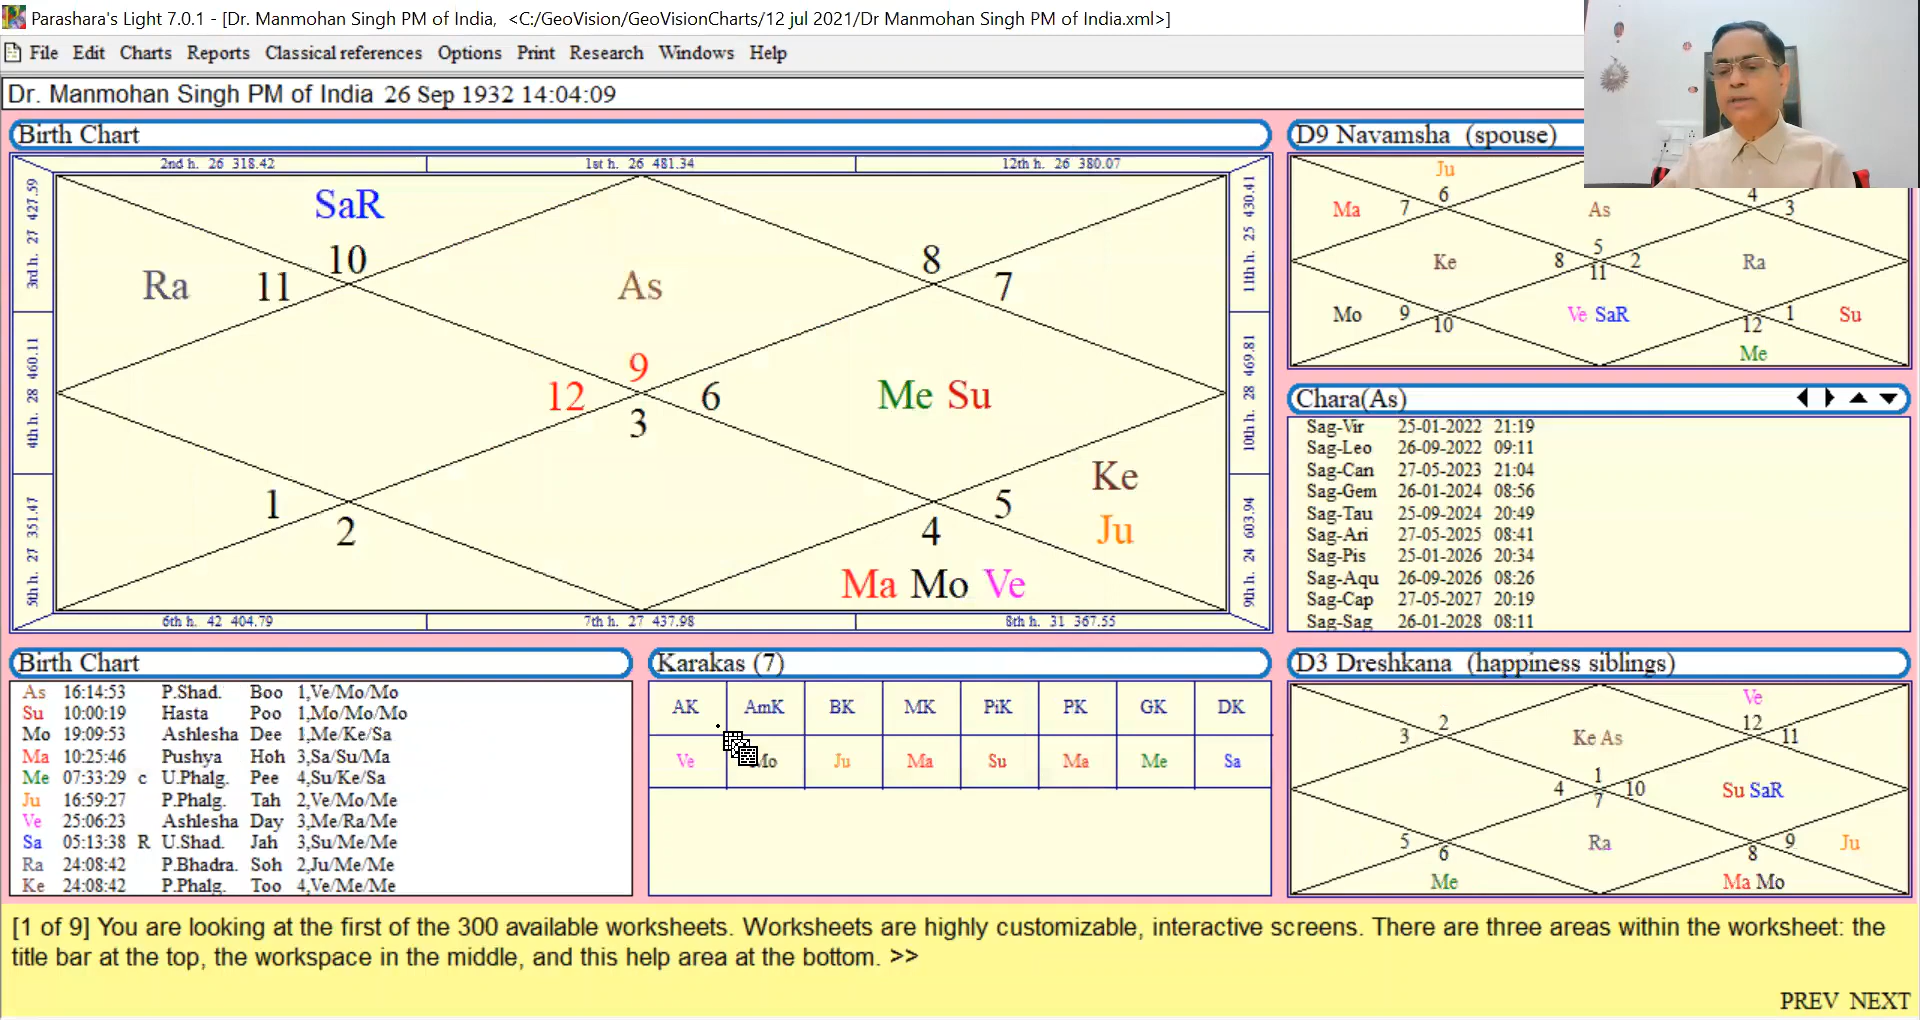 Parashara's Light 7.0.1 - [Dr. Manmohan Singh PM of India, <C:/GeoVision/GeoVisionCharts/12 jul 2021/Dr Manmohan Singh PM of India.xml>]
File Edit Charts Reports Classical references Options Print Research Windows Help
Dr. Manmohan Singh PM of India 26 Sep 1932 14:04:09
Birth Chart
2nd h. 26 318.42 1st h. 26 481.34 12th h. 26 380.07
3rd h. 27 427.59
4th h. 28 460.11
5th h. 27 351.47
SaR
10
Ra 11
As
8
7
9
12 6
3
Me Su
Ke
Ju
1
2
5
4
Ma Mo Ve
11th h. 25 430.41
10th h. 28 469.81
9th h. 24 603.94
6th h. 42 404.79 7th h. 27 437.98 8th h. 31 367.55
D9 Navamsha (spouse)
Ju
6
Ma 7
As
4
3
Ke
5
8 2
11
Ra
Mo 9
10
Ve SaR
1 Su
12
Me
Chara(As)
Sag-Vir 25-01-2022 21:19
Sag-Leo 26-09-2022 09:11
Sag-Can 27-05-2023 21:04
Sag-Gem 26-01-2024 08:56
Sag-Tau 25-09-2024 20:49
Sag-Ari 27-05-2025 08:41
Sag-Pis 25-01-2026 20:34
Sag-Aqu 26-09-2026 08:26
Sag-Cap 27-05-2027 20:19
Sag-Sag 26-01-2028 08:11
Birth Chart
As 16:14:53 P.Shad. Boo 1,Ve/Mo/Mo
Su 10:00:19 Hasta Poo 1,Mo/Mo/Mo
Mo 19:09:53 Ashlesha Dee 1,Me/Ke/Sa
Ma 10:25:46 Pushya Hoh 3,Sa/Su/Ma
Me 07:33:29 c U.Phalg. Pee 4,Su/Ke/Sa
Ju 16:59:27 P.Phalg. Tah 2,Ve/Mo/Me
Ve 25:06:23 Ashlesha Day 3,Me/Ra/Me
Sa 05:13:38 R U.Shad. Jah 3,Su/Me/Me
Ra 24:08:42 P.Bhadra. Soh 2,Ju/Me/Me
Ke 24:08:42 P.Phalg. Too 4,Ve/Me/Me
Karakas (7)
AK AmK BK MK PiK PK GK DK
Ve Mo Ju Ma Su Ma Me Sa
D3 Dreshkana (happiness siblings)
Ve
2 12
3 Ke As 11
1
4 10
7
Su SaR
5
6
Me
Ra
9 Ju
8
Ma Mo
[1 of 9] You are looking at the first of the 300 available worksheets. Worksheets are highly customizable, interactive screens. There are three areas within the worksheet: the
title bar at the top, the workspace in the middle, and this help area at the bottom. >>
PREV NEXT